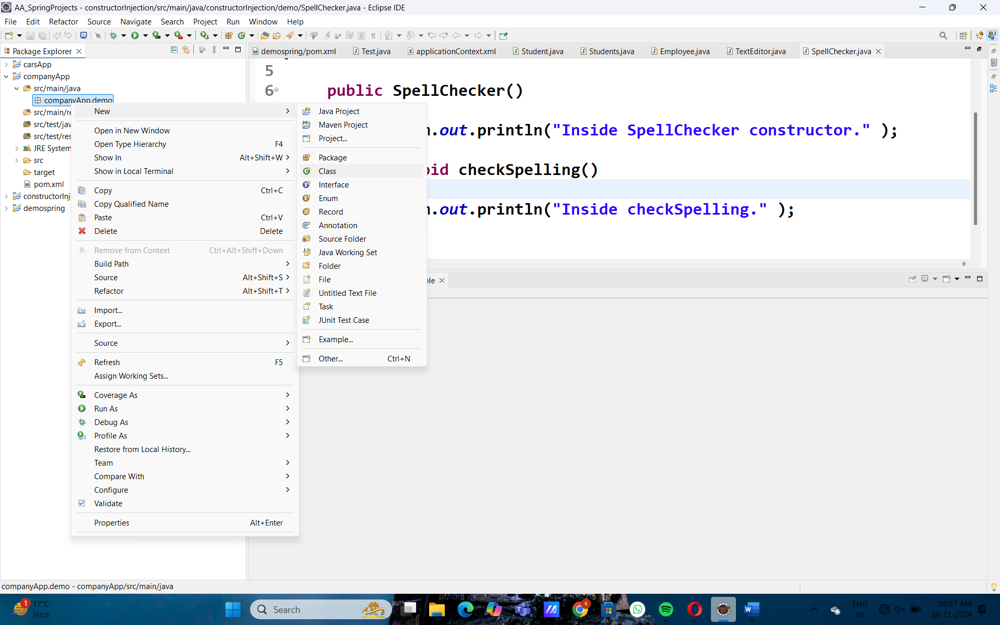 AA_SpringProjects - constructorInjection/src/main/java/constructorInjection/demo/SpellChecker.java - Eclipse IDE
File Edit Refactor Source Navigate Search Project Run Window Help
Package Explorer
demospring/pom.xml Test.java applicationContext.xml Student.java Students.java Employee.java TextEditor.java SpellChecker.java
carsApp
companyApp
src/main/java
companyApp.demo
src/main/re
src/test/jav
src/test/res
JRE System
src
target
pom.xml
constructorInj
demospring
New
Open in New Window
Open Type Hierarchy F4
Show In Alt+Shift+W
Show in Local Terminal
Copy Ctrl+C
Copy Qualified Name
Paste Ctrl+V
Delete Delete
Remove from Context Ctrl+Alt+Shift+Down
Build Path
Source Alt+Shift+S
Refactor Alt+Shift+T
Import...
Export...
Source
Refresh F5
Assign Working Sets...
Coverage As
Run As
Debug As
Profile As
Restore from Local History...
Team
Compare With
Configure
Validate
Properties Alt+Enter
Java Project
Maven Project
Project...
Package
Class
Interface
Enum
Record
Annotation
Source Folder
Java Working Set
Folder
File
Untitled Text File
Task
JUnit Test Case
Example...
Other... Ctrl+N
5
6 public SpellChecker()
.out.println("Inside SpellChecker constructor." );
oid checkSpelling()
.out.println("Inside checkSpelling." );
ole
companyApp.demo - companyApp/src/main/java
1
17°C
Haze
Search
S
ENG
IN
09:57 AM
26-11-2024